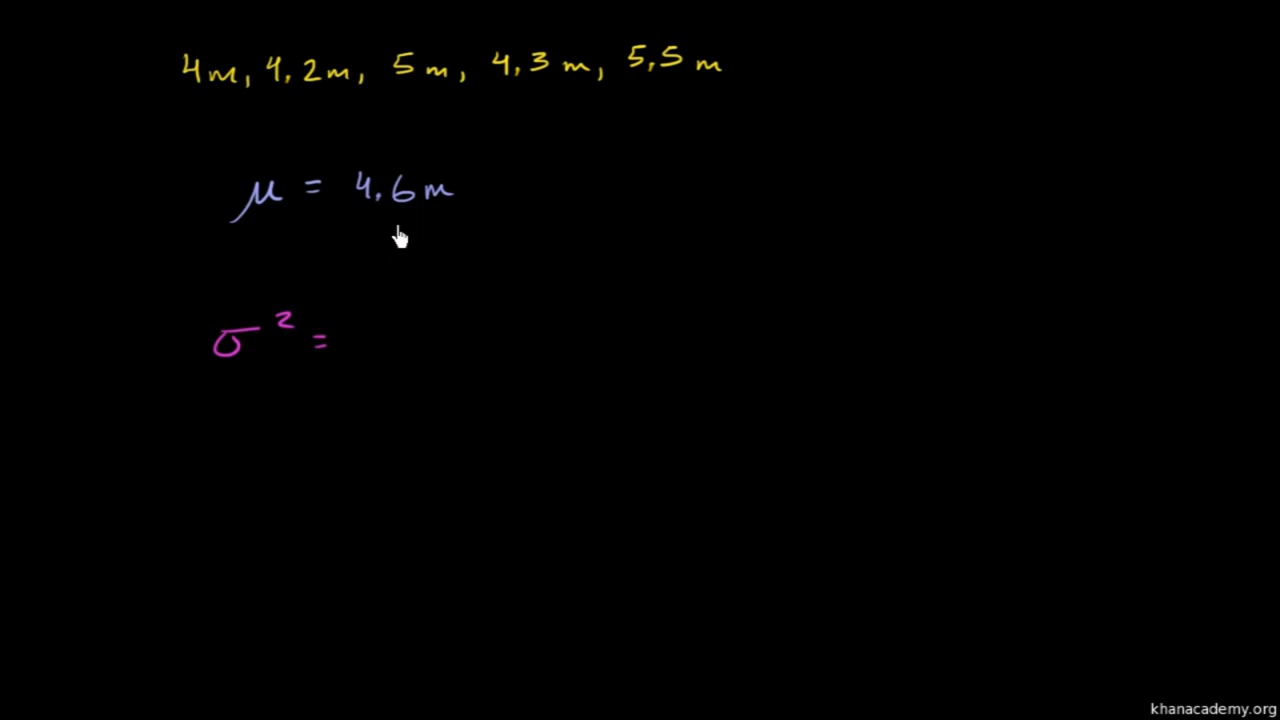 4m, 4.2m, 5m, 4.3m, 5.5m
μ = 4.6m
σ² =
khanacademy.org